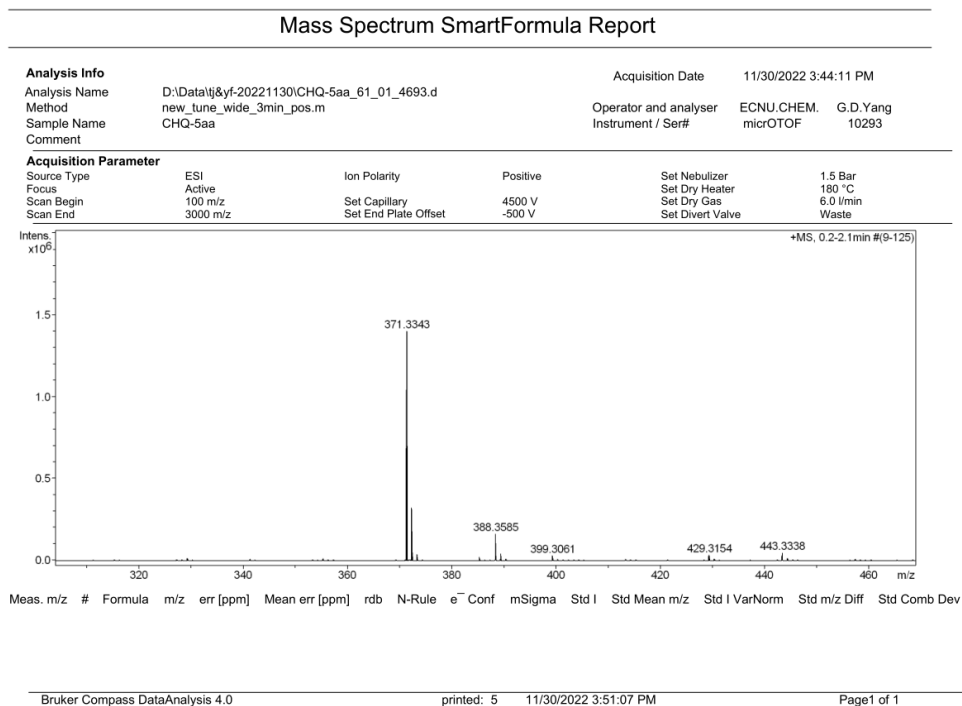 Mass Spectrum SmartFormula Report
Analysis Info
Acquisition Date 11/30/2022 3:44:11 PM
Analysis Name D:\Data\tj&yf-20221130\CHQ-5aa_61_01_4693.d
Method new_tune_wide_3min_pos.m Operator and analyser ECNU.CHEM. G.D.Yang
Sample Name CHQ-5aa Instrument / Ser# micrOTOF 10293
Comment
Acquisition Parameter
Source Type ESI Ion Polarity Positive Set Nebulizer 1.5 Bar
Focus Active Set Dry Heater 180 °C
Scan Begin 100 m/z Set Capillary 4500 V Set Dry Gas 6.0 l/min
Scan End 3000 m/z Set End Plate Offset -500 V Set Divert Valve Waste
Intens.
x10⁶
+MS, 0.2-2.1min #(9-125)
1.5
371.3343
1.0
0.5
388.3585
399.3061
429.3154
443.3338
0.0
320 340 360 380 400 420 440 460 m/z
Meas. m/z # Formula m/z err [ppm] Mean err [ppm] rdb N-Rule e⁻ Conf mSigma Std I Std Mean m/z Std I VarNorm Std m/z Diff Std Comb Dev
Bruker Compass DataAnalysis 4.0 printed: 5 11/30/2022 3:51:07 PM Page1 of 1